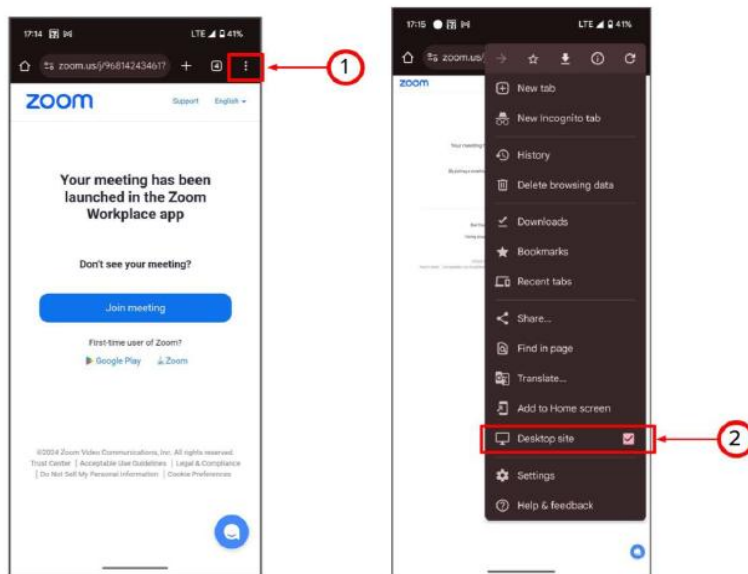 17:14 LTE 41%
zoom.us/j/96814243461? + 4
1
zoom
Support English
Your meeting has been
launched in the Zoom
Workplace app
Don't see your meeting?
Join meeting
First-time user of Zoom?
Google Play Zoom
©2024 Zoom Video Communications, Inc. All rights reserved.
Trust Center | Acceptable Use Guidelines | Legal & Compliance
| Do Not Sell My Personal Information | Cookie Preferences
17:15 LTE 41%
zoom.us/
zoom
New tab
New Incognito tab
Your meeting
History
Delete browsing data
Downloads
Bookmarks
Recent tabs
Share...
Find in page
Translate...
Add to Home screen
Desktop site
2
Settings
Help & feedback